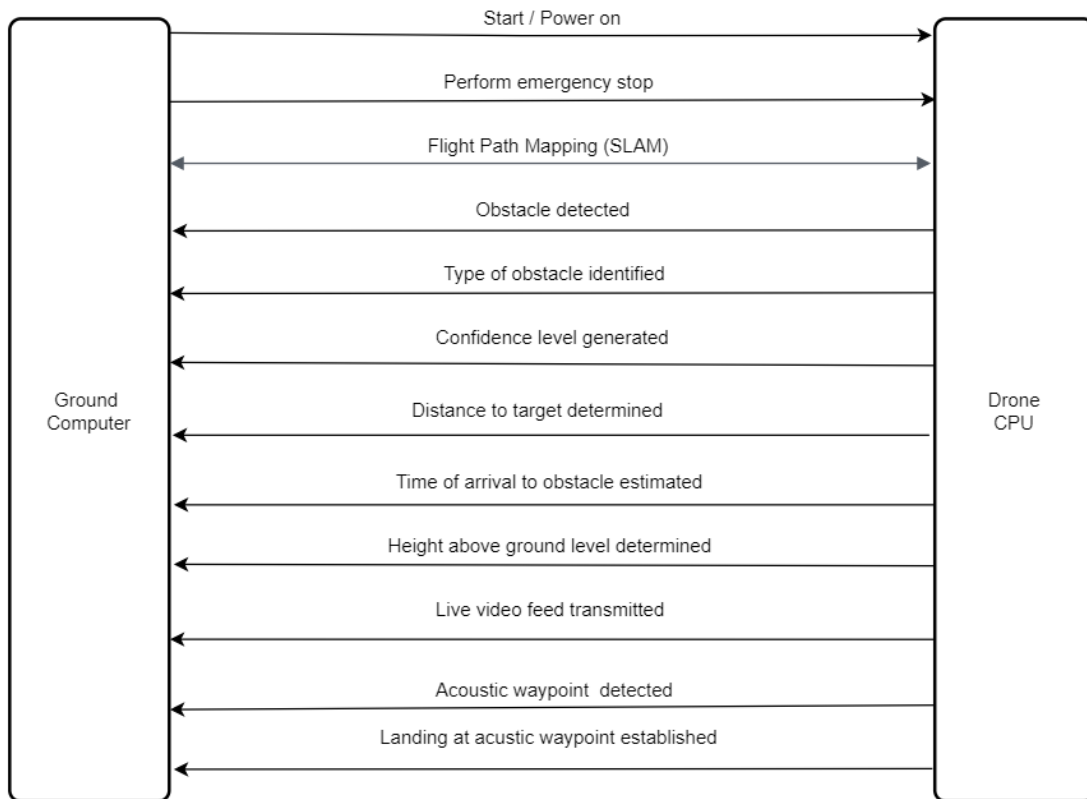 Start / Power on
Perform emergency stop
Flight Path Mapping (SLAM)
Obstacle detected
Type of obstacle identified
Confidence level generated
Ground
Computer
Drone
CPU
Distance to target determined
Time of arrival to obstacle estimated
Height above ground level determined
Live video feed transmitted
Acoustic waypoint detected
Landing at acustic waypoint established